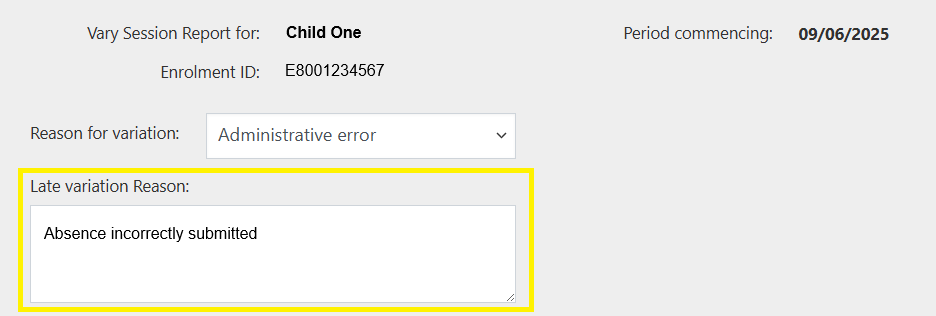 Vary Session Report for: Child One Period commencing: 09/06/2025
Enrolment ID: E8001234567
Reason for variation: Administrative error
Late variation Reason:
Absence incorrectly submitted